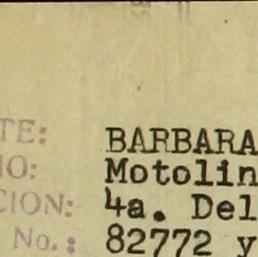 TE: BARBARA
IO: Motolin
CION: 4a. Del
No.: 82772 y